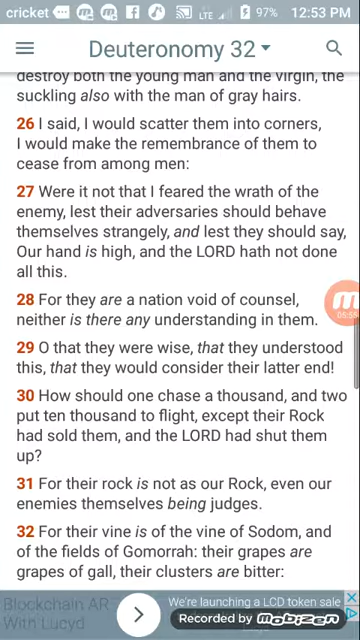 cricket LTE 97% 12:53 PM
Deuteronomy 32
destroy both the young man and the virgin, the
suckling also with the man of gray hairs.
26 I said, I would scatter them into corners,
I would make the remembrance of them to
cease from among men:
27 Were it not that I feared the wrath of the
enemy, lest their adversaries should behave
themselves strangely, and lest they should say,
Our hand is high, and the LORD hath not done
all this.
28 For they are a nation void of counsel,
neither is there any understanding in them.
29 O that they were wise, that they understood
this, that they would consider their latter end!
30 How should one chase a thousand, and two
put ten thousand to flight, except their Rock
had sold them, and the LORD had shut them
up?
31 For their rock is not as our Rock, even our
enemies themselves being judges.
32 For their vine is of the vine of Sodom, and
of the fields of Gomorrah: their grapes are
grapes of gall, their clusters are bitter:
Blockchain AR
With Lucyd
We're launching a LCD token sale
Recorded by mobizen